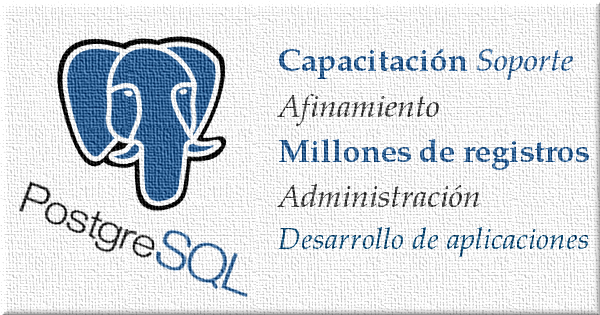 PostgreSQL
Capacitación Soporte
Afinamiento
Millones de registros
Administración
Desarrollo de aplicaciones